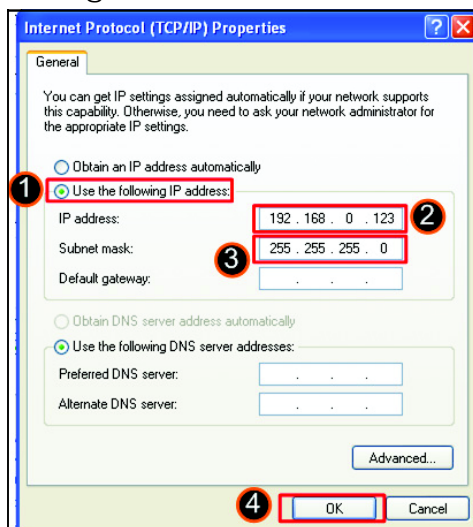 Internet Protocol (TCP/IP) Properties
General
You can get IP settings assigned automatically if your network supports
this capability. Otherwise, you need to ask your network administrator for
the appropriate IP settings.
Obtain an IP address automatically
1 Use the following IP address:
IP address: 192 . 168 . 0 . 123 2
Subnet mask: 3 255 . 255 . 255 . 0
Default gateway: . . .
Obtain DNS server address automatically
Use the following DNS server addresses:
Preferred DNS server: . . .
Alternate DNS server: . . .
Advanced...
4 OK Cancel